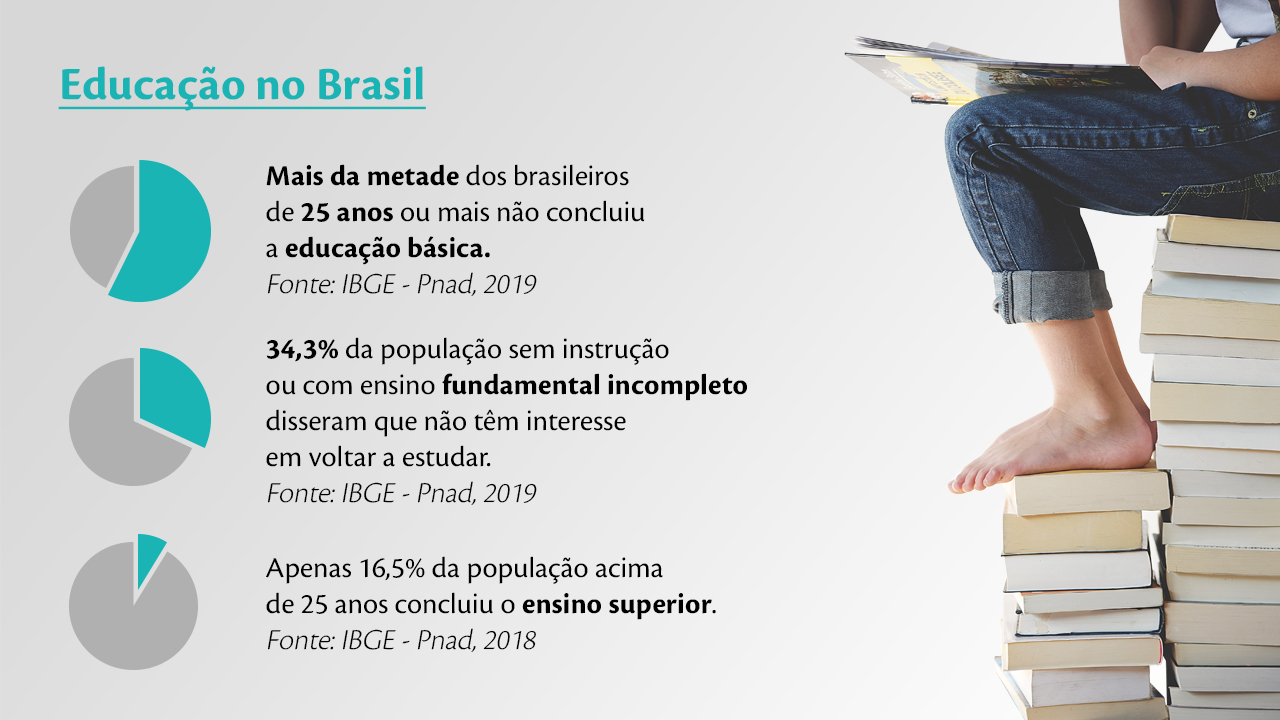 Educação no Brasil
Mais da metade dos brasileiros
de 25 anos ou mais não concluiu
a educação básica.
Fonte: IBGE - Pnad, 2019
34,3% da população sem instrução
ou com ensino fundamental incompleto
disseram que não têm interesse
em voltar a estudar.
Fonte: IBGE - Pnad, 2019
Apenas 16,5% da população acima
de 25 anos concluiu o ensino superior.
Fonte: IBGE - Pnad, 2018